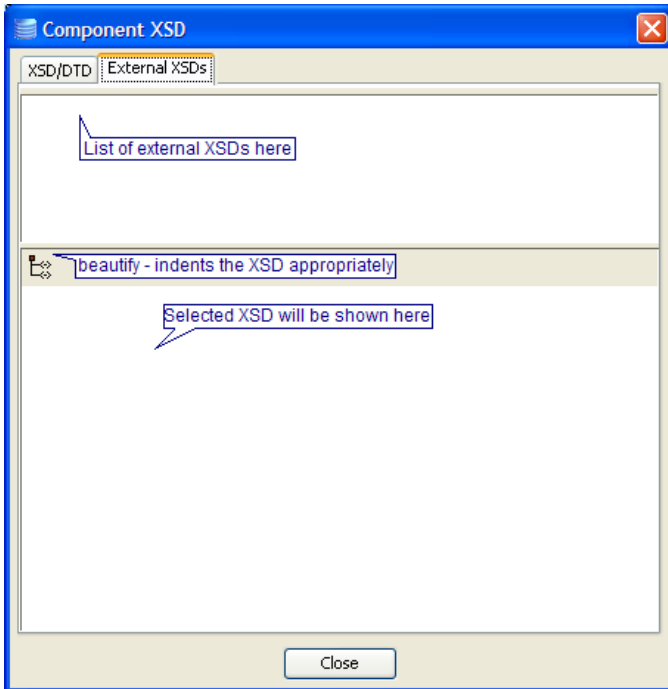 Component XSD
XSD/DTD
External XSDs
List of external XSDs here
beautify - indents the XSD appropriately
Selected XSD will be shown here
Close